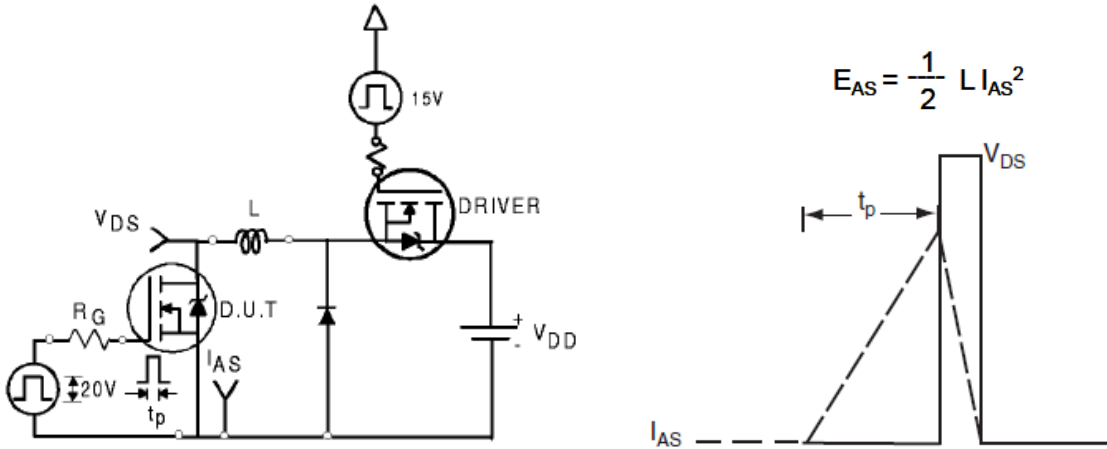 15V
DRIVER
V_DS
L
R_G
D.U.T
I_AS
+
V_DD
-
20V
t_p
E_AS = 1/2 L I_AS^2
V_DS
t_p
I_AS